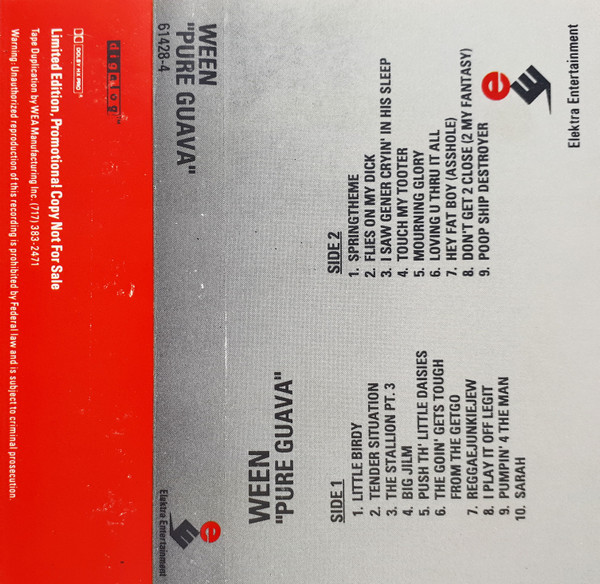 Elektra Entertainment
WEEN
"PURE GUAVA"
SIDE 1
1. LITTLE BIRDY
2. TENDER SITUATION
3. THE STALLION PT. 3
4. BIG JILM
5. PUSH TH' LITTLE DAISIES
6. THE GOIN' GETS TOUGH
FROM THE GETGO
7. REGGAEJUNKIEJEW
8. I PLAY IT OFF LEGIT
9. PUMPIN' 4 THE MAN
10. SARAH
SIDE 2
1. SPRINGTHEME
2. FLIES ON MY DICK
3. I SAW GENER CRYIN' IN HIS SLEEP
4. TOUCH MY TOOTER
5. MOURNING GLORY
6. LOVING U THRU IT ALL
7. HEY FAT BOY (ASSHOLE)
8. DON'T GET 2 CLOSE (2 MY FANTASY)
9. POOP SHIP DESTROYER
e
Elektra Entertainment
WEEN
"PURE GUAVA"
61428-4
e
digalog™
DOLBY HX PRO
Limited Edition, Promotional Copy Not For Sale
Tape Duplication by WEA Manufacturing Inc. (717) 383-2471
Warning: Unauthorized reproduction of this recording is prohibited by Federal law and is subject to criminal prosecution.